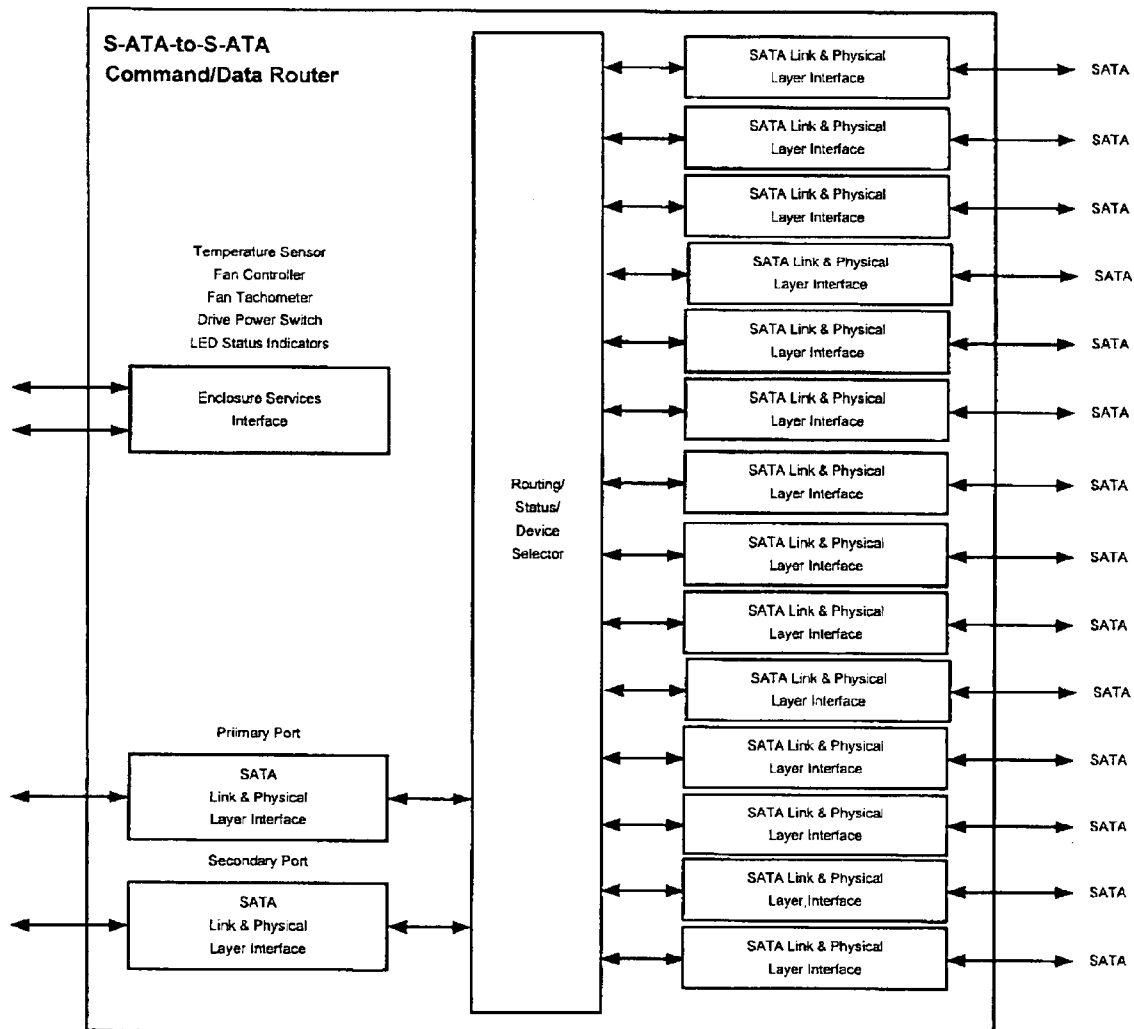 S-ATA-to-S-ATA
Command/Data Router
Temperature Sensor
Fan Controller
Fan Tachometer
Drive Power Switch
LED Status Indicators
Enclosure Services
Interface
Priimary Port
SATA
Link & Physical
Layer Interface
Secondary Port
SATA
Link & Physical
Layer Interface
Routing/
Status/
Device
Selector
SATA Link & Physical
Layer Interface
SATA
SATA Link & Physical
Layer Interface
SATA
SATA Link & Physical
Layer Interface
SATA
SATA Link & Physical
Layer Interface
SATA
SATA Link & Physical
Layer Interface
SATA
SATA Link & Physical
Layer Interface
SATA
SATA Link & Physical
Layer Interface
SATA
SATA Link & Physical
Layer Interface
SATA
SATA Link & Physical
Layer Interface
SATA
SATA Link & Physical
Layer Interface
SATA
SATA Link & Physical
Layer Interface
SATA
SATA Link & Physical
Layer Interface
SATA
SATA Link & Physical
Layer Interface
SATA
SATA Link & Physical
Layer Interface
SATA